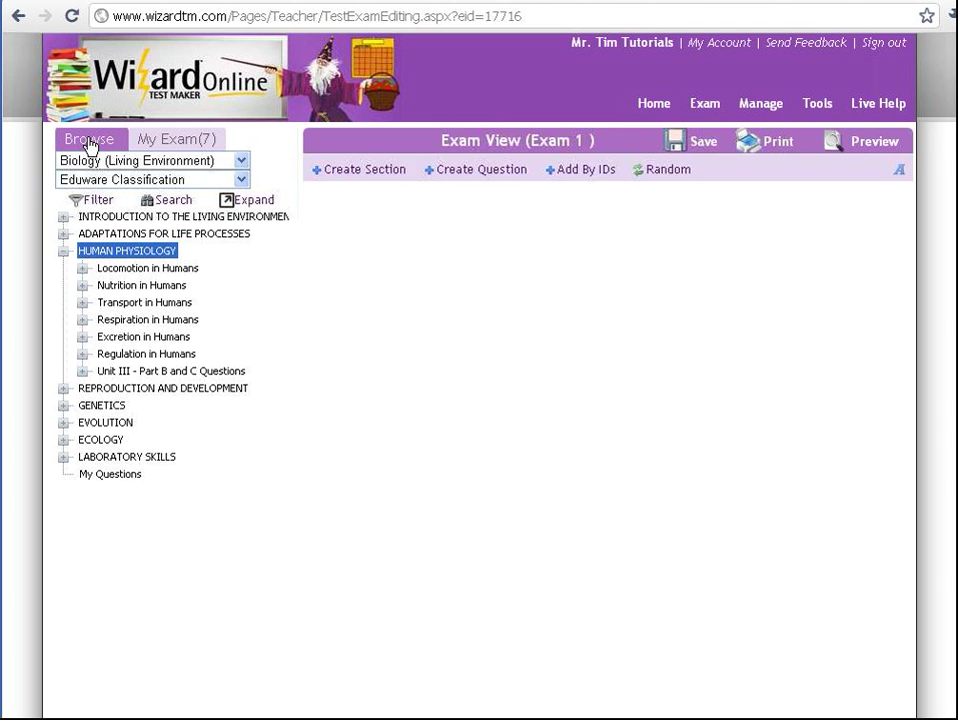 www.wizardtm.com/Pages/Teacher/TestExamEditing.aspx?eid=17716
Mr. Tim Tutorials | My Account | Send Feedback | Sign out
Wizard Online
TEST MAKER
Home Exam Manage Tools Live Help
Browse My Exam(7)
Exam View (Exam 1 ) Save Print Preview
Biology (Living Environment)
Create Section Create Question Add By IDs Random A
Eduware Classification
Filter Search Expand
INTRODUCTION TO THE LIVING ENVIRONMEN
ADAPTATIONS FOR LIFE PROCESSES
HUMAN PHYSIOLOGY
Locomotion in Humans
Nutrition in Humans
Transport in Humans
Respiration in Humans
Excretion in Humans
Regulation in Humans
Unit III - Part B and C Questions
REPRODUCTION AND DEVELOPMENT
GENETICS
EVOLUTION
ECOLOGY
LABORATORY SKILLS
My Questions